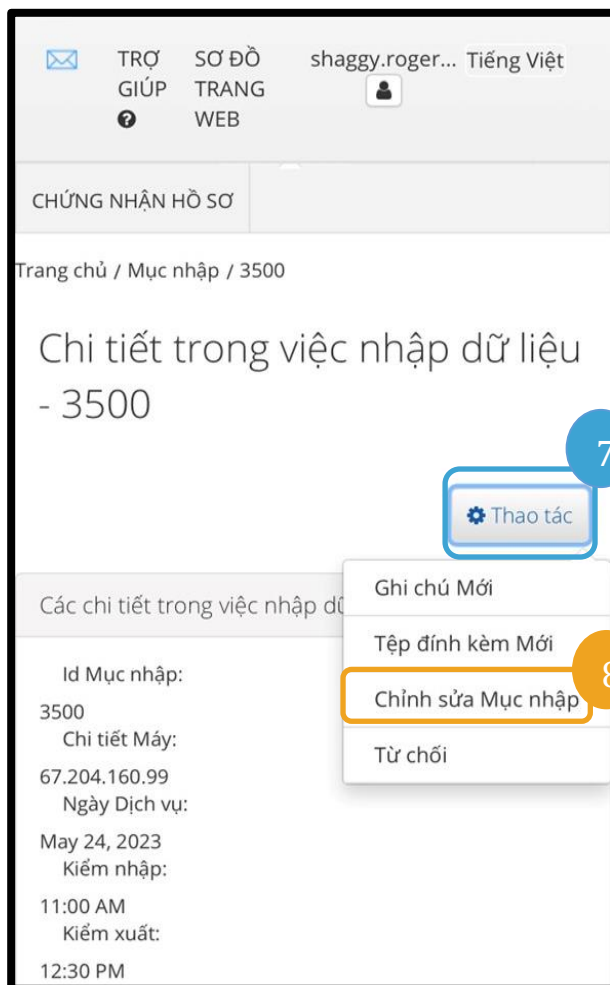 TRỢ GIÚP
SƠ ĐỒ TRANG WEB
shaggy.roger...
Tiếng Việt
CHỨNG NHẬN HỒ SƠ
Trang chủ / Mục nhập / 3500
Chi tiết trong việc nhập dữ liệu
- 3500
7
Thao tác
Các chi tiết trong việc nhập
Ghi chú Mới
Tệp đính kèm Mới
8
Chỉnh sửa Mục nhập
Từ chối
Id Mục nhập:
3500
Chi tiết Máy:
67.204.160.99
Ngày Dịch vụ:
May 24, 2023
Kiểm nhập:
11:00 AM
Kiểm xuất:
12:30 PM